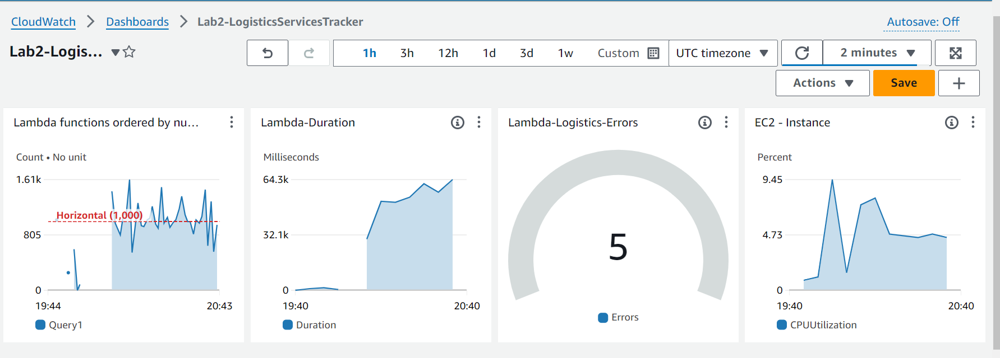 CloudWatch > Dashboards > Lab2-LogisticsServicesTracker
Autosave: Off
Lab2-Logis...
1h 3h 12h 1d 3d 1w Custom
UTC timezone
2 minutes
Actions
Save
Lambda functions ordered by nu...
Count • No unit
1.61k
Horizontal (1,000)
805
0
19:44 20:43
Query1
Lambda-Duration
Milliseconds
64.3k
32.1k
0
19:40 20:40
Duration
Lambda-Logistics-Errors
5
Errors
EC2 - Instance
Percent
9.45
4.73
0
19:40 20:40
CPUUtilization